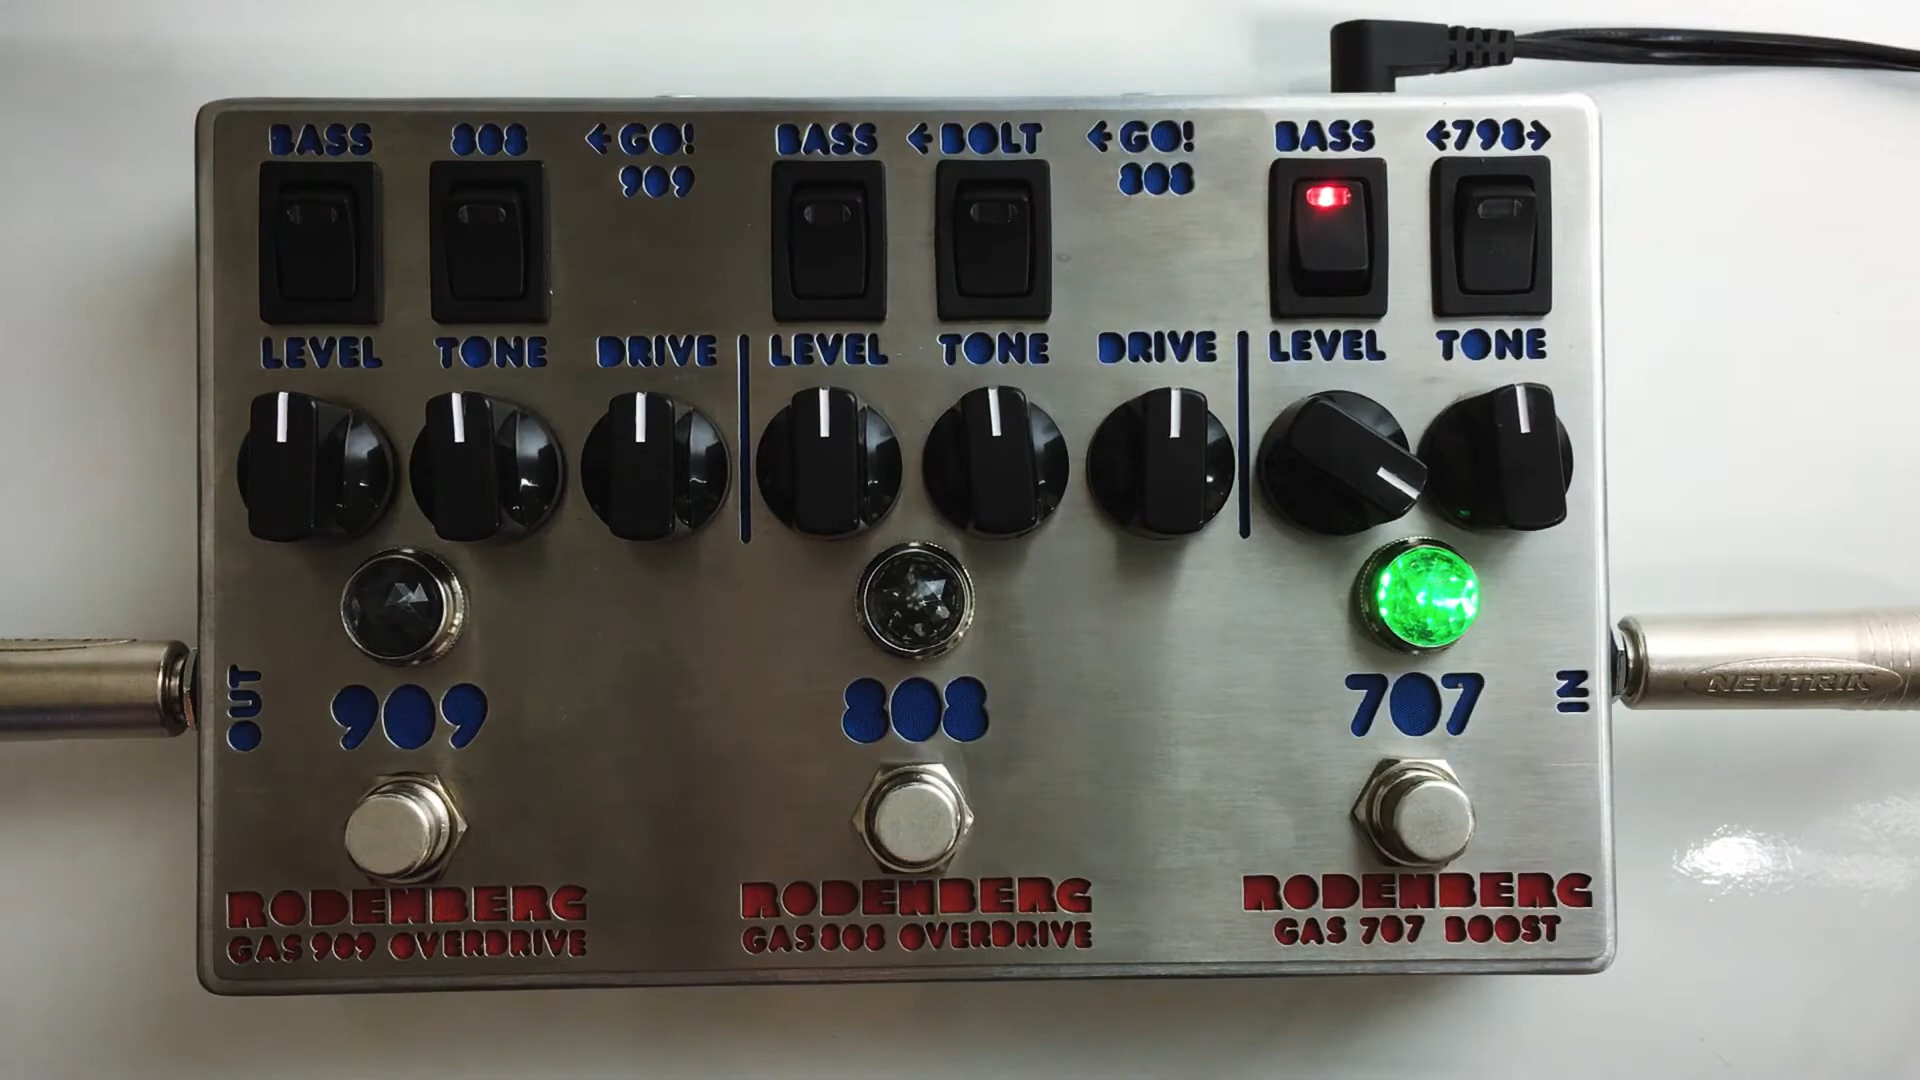 BASS 808 ←GO! BASS ←BOLT ←GO! BASS ←798→
909 808
LEVEL TONE DRIVE LEVEL TONE DRIVE LEVEL TONE
OUT 909 808 707 IN
NEUTRIK
RODENBERG RODENBERG RODENBERG
GAS 909 OVERDRIVE GAS 808 OVERDRIVE GAS 707 BOOST